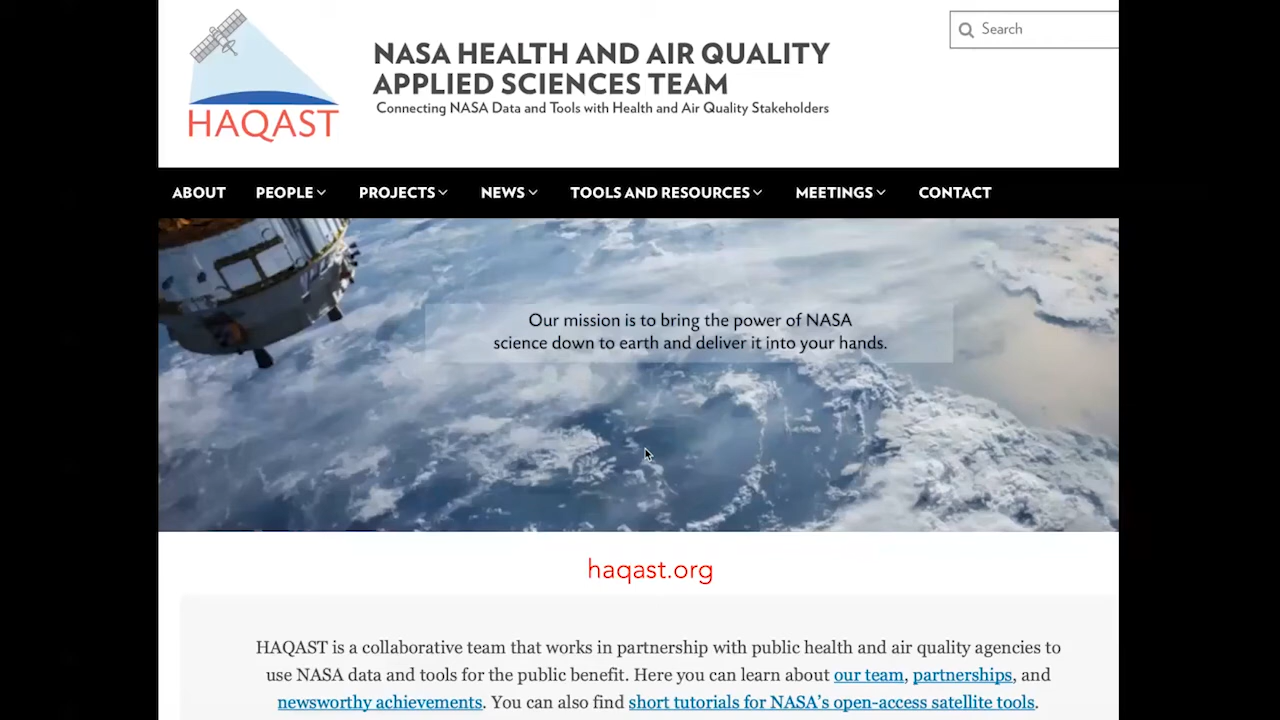 NASA HEALTH AND AIR QUALITY
APPLIED SCIENCES TEAM
Connecting NASA Data and Tools with Health and Air Quality Stakeholders
Search
HAQAST
ABOUT PEOPLE PROJECTS NEWS TOOLS AND RESOURCES MEETINGS CONTACT
Our mission is to bring the power of NASA
science down to earth and deliver it into your hands.
haqast.org
HAQAST is a collaborative team that works in partnership with public health and air quality agencies to
use NASA data and tools for the public benefit. Here you can learn about our team, partnerships, and
newsworthy achievements. You can also find short tutorials for NASA’s open-access satellite tools.